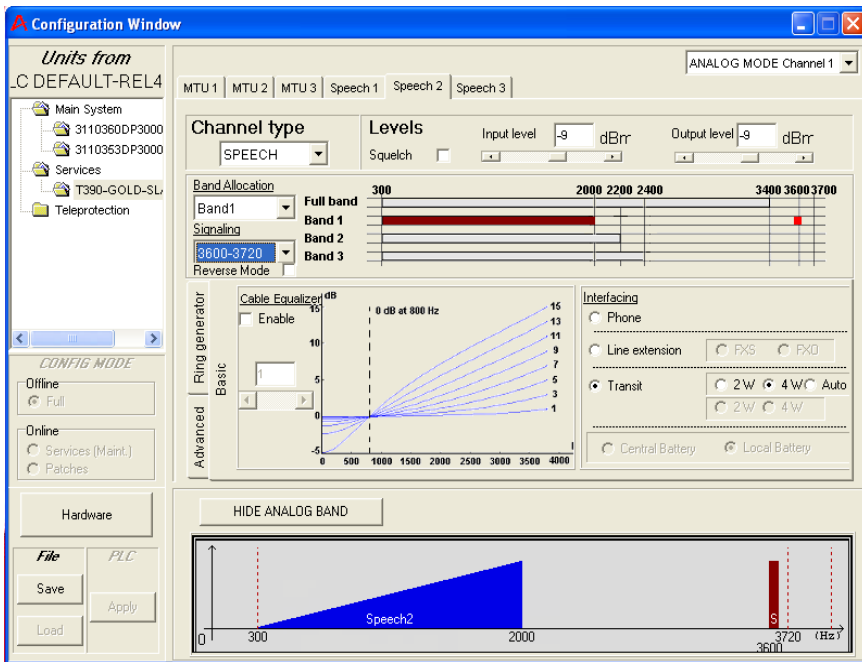 Configuration Window
Units from
_C DEFAULT-REL4
Main System
3110360DP3000
3110353DP3000
Services
T390-GOLD-SL
Teleprotection
CONFIG MODE
Offline
Full
Online
Services (Maint.)
Patches
Hardware
File
PLC
Save
Apply
Load
ANALOG MODE Channel 1
MTU 1
MTU 2
MTU 3
Speech 1
Speech 2
Speech 3
Channel type
SPEECH
Levels
Squelch
Input level
-9
dBm
Output level
-9
dBm
Band Allocation
Band1
Signaling
3600-3720
Reverse Mode
300 2000 2200 2400 3400 3600 3700
Full band
Band 1
Band 2
Band 3
Ring generator
Advanced
Basic
Cable Equalizer
Enable
1
dB
0 dB at 800 Hz
15
10
5
0
-5
0 500 1000 1500 2000 2500 3000 3500 4000
15
13
11
9
7
5
3
1
Interfacing
Phone
Line extension
FXS
FXO
Transit
2 W
4 W
Auto
2 W
4 W
Central Battery
Local Battery
HIDE ANALOG BAND
Speech2
S
0
300
2000
3600
3720
(Hz)